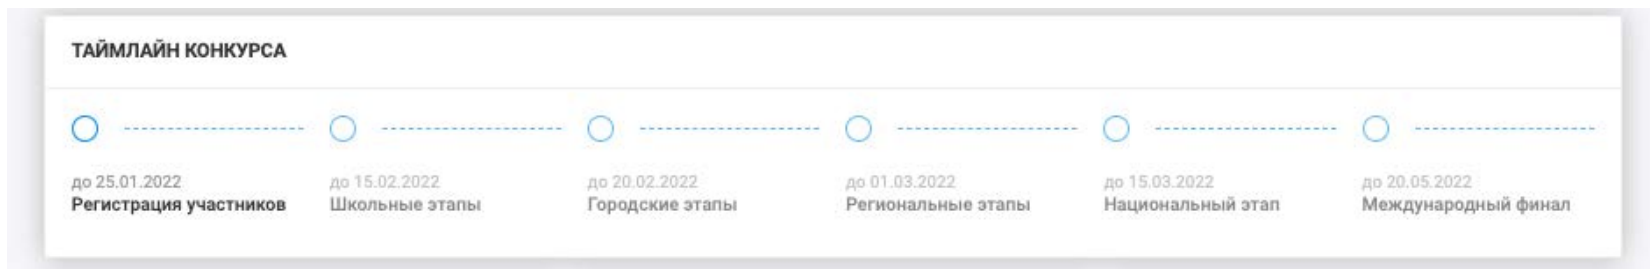 ТАЙМЛАЙН КОНКУРСА
до 25.01.2022
Регистрация участников
до 15.02.2022
Школьные этапы
до 20.02.2022
Городские этапы
до 01.03.2022
Региональные этапы
до 15.03.2022
Национальный этап
до 20.05.2022
Международный финал